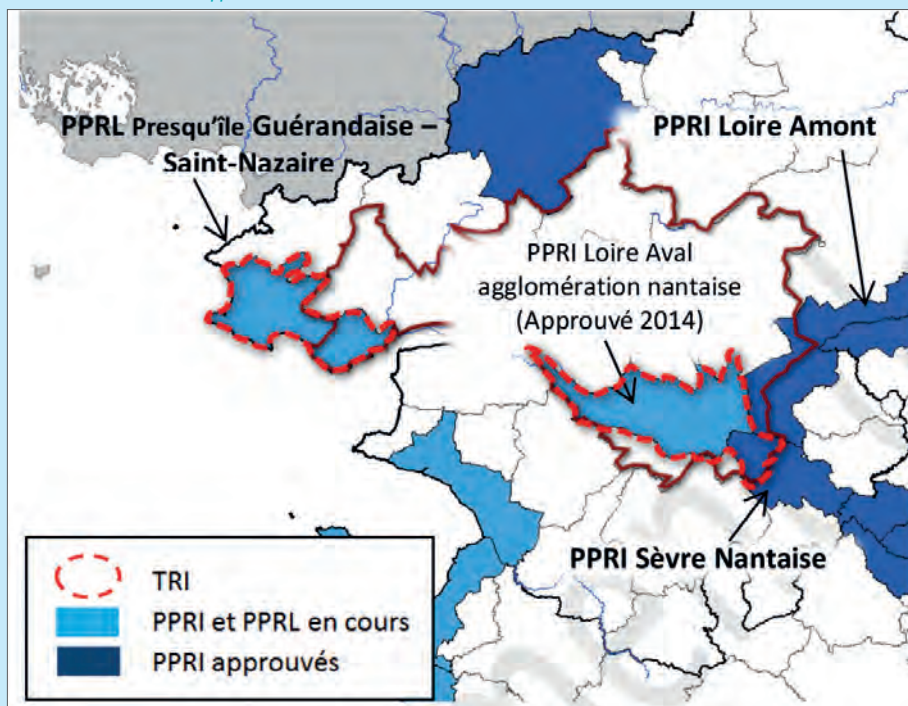 PPRL Presqu'île Guérandaise –
Saint-Nazaire
PPRI Loire Amont
PPRI Loire Aval
agglomération nantaise
(Approuvé 2014)
PPRI Sèvre Nantaise
TRI
PPRI et PPRL en cours
PPRI approuvés